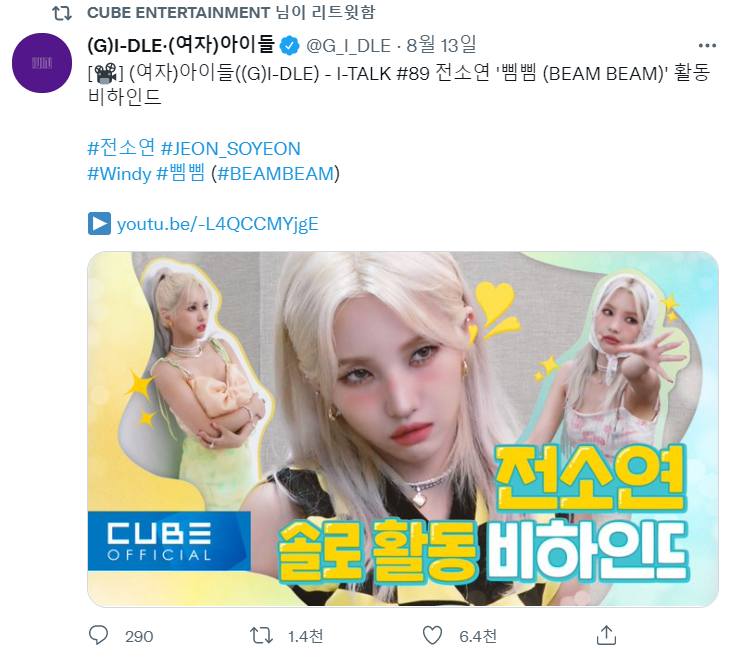 CUBE ENTERTAINMENT 님이 리트윗함
(G)I-DLE·(여자)아이들 @G_I_DLE · 8월 13일
[🎥] (여자)아이들((G)I-DLE) - I-TALK #89 전소연 '삠삠 (BEAM BEAM)' 활동
비하인드
#전소연 #JEON_SOYEON
#Windy #삠삠 (#BEAMBEAM)
▶ youtu.be/-L4QCCMYjgE
전소연
솔로 활동 비하인드
CUBE
OFFICIAL
290 1.4천 6.4천